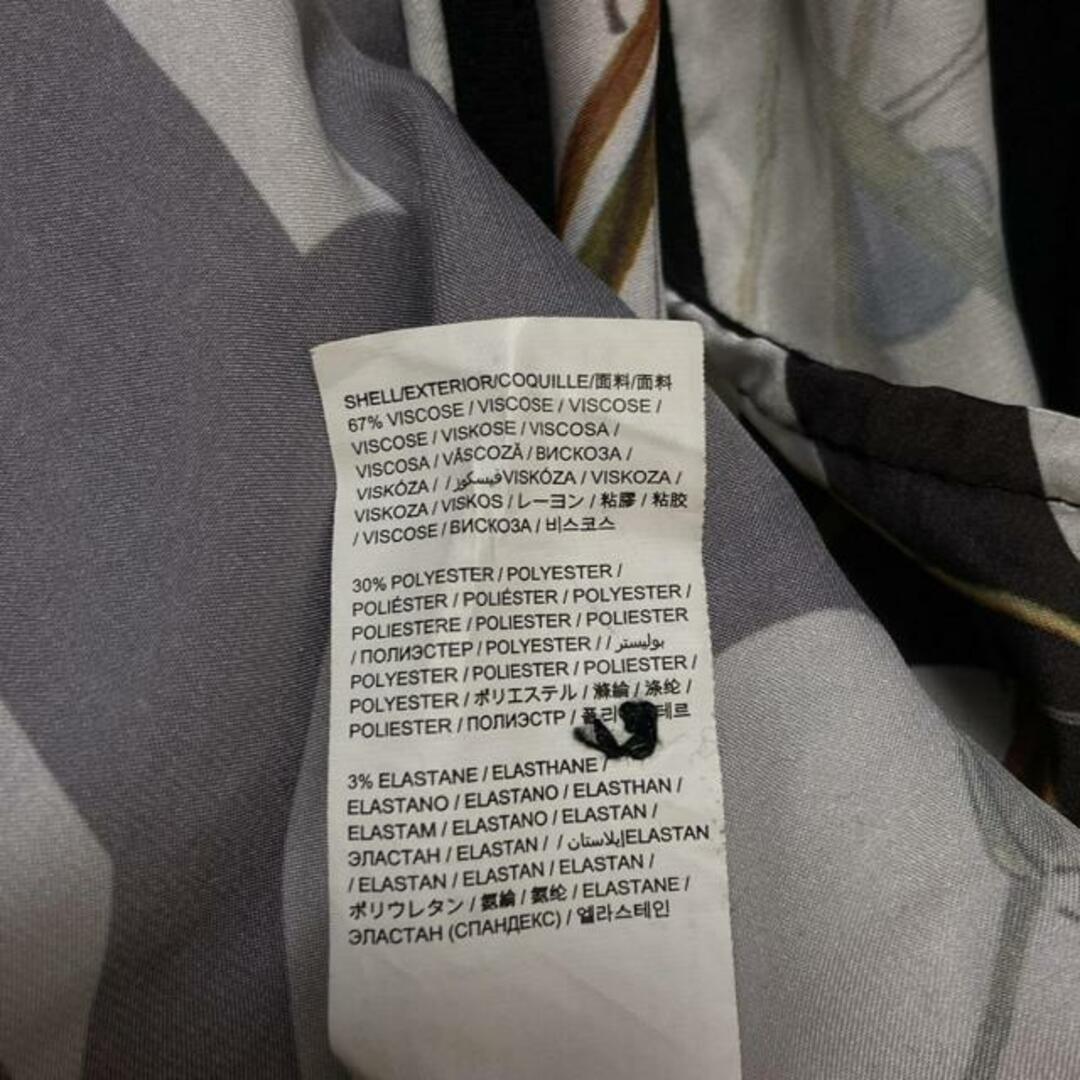 SHELL/EXTERIOR/COQUILLE/面料/面料
67% VISCOSE / VISCOSE / VISCOSE /
VISCOSE / VISKOSE / VISCOSA /
VISCOSA / VÂSCOZĂ / ВИСКОЗА /
VISKÓZA / / فيسكوز VISKÓZA / VISKOZA /
VISKOZA / VISKOS / レーヨン / 粘膠 / 粘胶
/ VISCOSE / ВИСКОЗА / 비스코스
30% POLYESTER / POLYESTER /
POLIÉSTER / POLIÉSTER / POLYESTER /
POLIESTERE / POLIESTER / POLIESTER
/ ПОЛИЭСТЕР / POLYESTER / / بوليستر
POLYESTER / POLIESTER / POLIESTER /
POLYESTER / ポリエステル / 滌綸 / 涤纶 /
POLIESTER / ПОЛИЭСТР /
3% ELASTANE / ELASTHANE /
ELASTANO / ELASTANO / ELASTHAN /
ELASTAM / ELASTANO / ELASTAN /
ЭЛАСТАН / ELASTAN / / إيلاستان ELASTAN
/ ELASTAN / ELASTAN / ELASTAN /
ポリウレタン / 氨綸 / 氨纶 / ELASTANE /
ЭЛАСТАН (СПАНДЕКС) / 엘라스테인